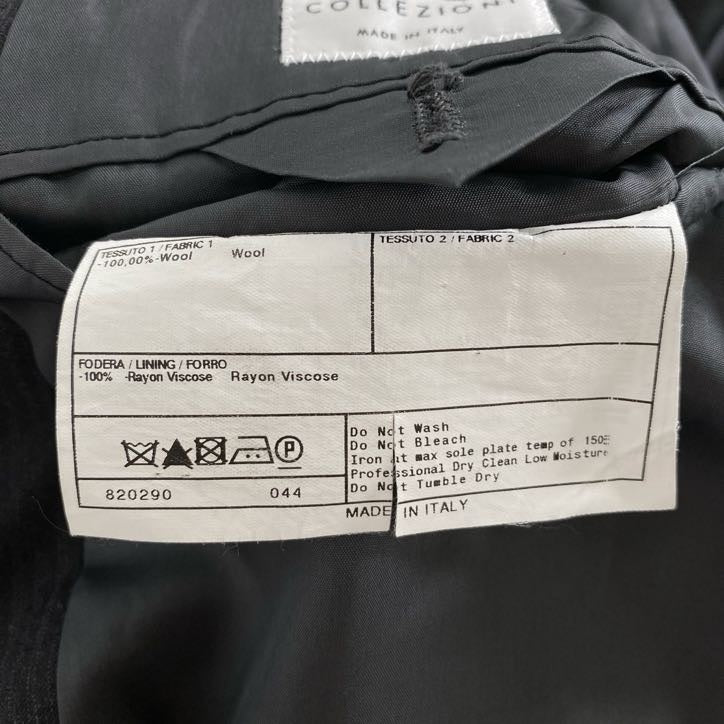 COLLEZIONI
MADE IN ITALY
TESSUTO 1 / FABRIC 1
-100,00%-Wool Wool
TESSUTO 2 / FABRIC 2
FODERA / LINING / FORRO
-100% -Rayon Viscose Rayon Viscose
P
820290 044
Do Not Wash
Do Not Bleach
Iron at max sole plate temp of 150
Professional Dry Clean Low Moisture
Do Not Tumble Dry
MADE IN ITALY